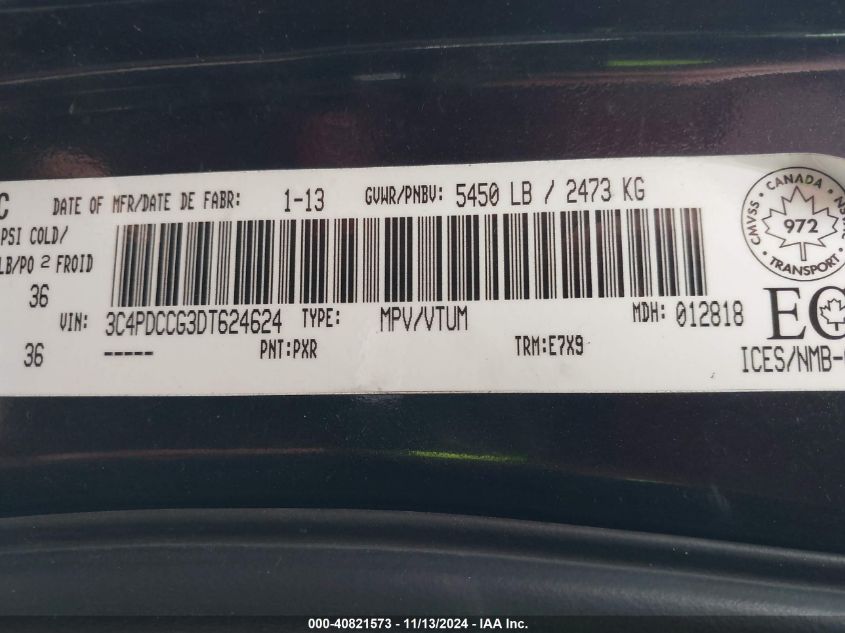 C DATE OF MFR/DATE DE FABR: 1-13 GVWR/PNBV: 5450 LB / 2473 KG
PSI COLD/
LB/PO 2 FROID
36
VIN: 3C4PDCCG3DT624624 TYPE: MPV/VTUM MDH: 012818
36 ----- PNT:PXR TRM:E7X9
CANADA
CMVSS
972
NSVAC
TRANSPORT
EC
ICES/NMB-
000-40821573 - 11/13/2024 - IAA Inc.